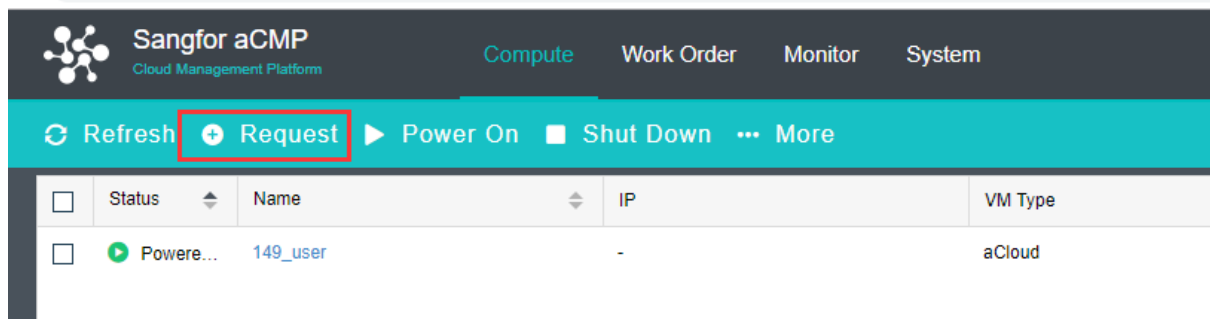 Sangfor aCMP
Cloud Management Platform
Compute Work Order Monitor System
Refresh Request Power On Shut Down ••• More
Status Name IP VM Type
Powere... 149_user - aCloud